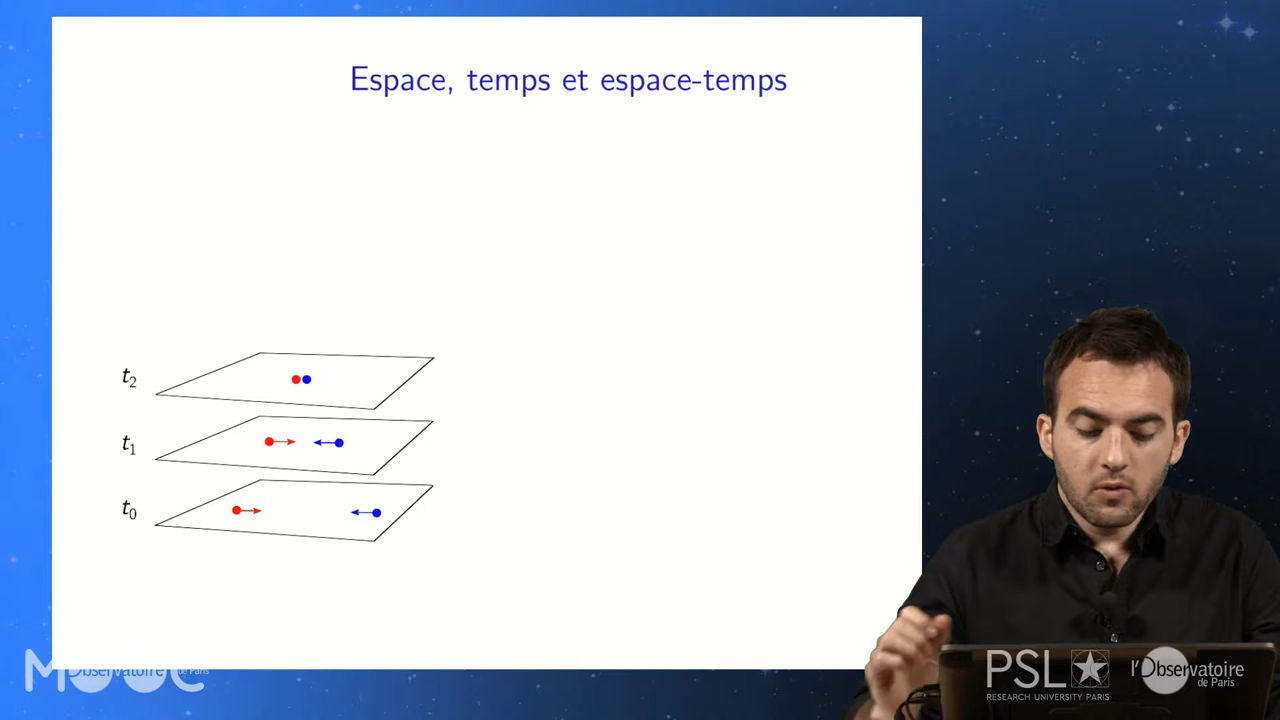 Espace, temps et espace-temps
t₂
t₁
t₀
MOOC
l'Observatoire
de Paris
PSL
RESEARCH UNIVERSITY PARIS
l'Observatoire
de Paris